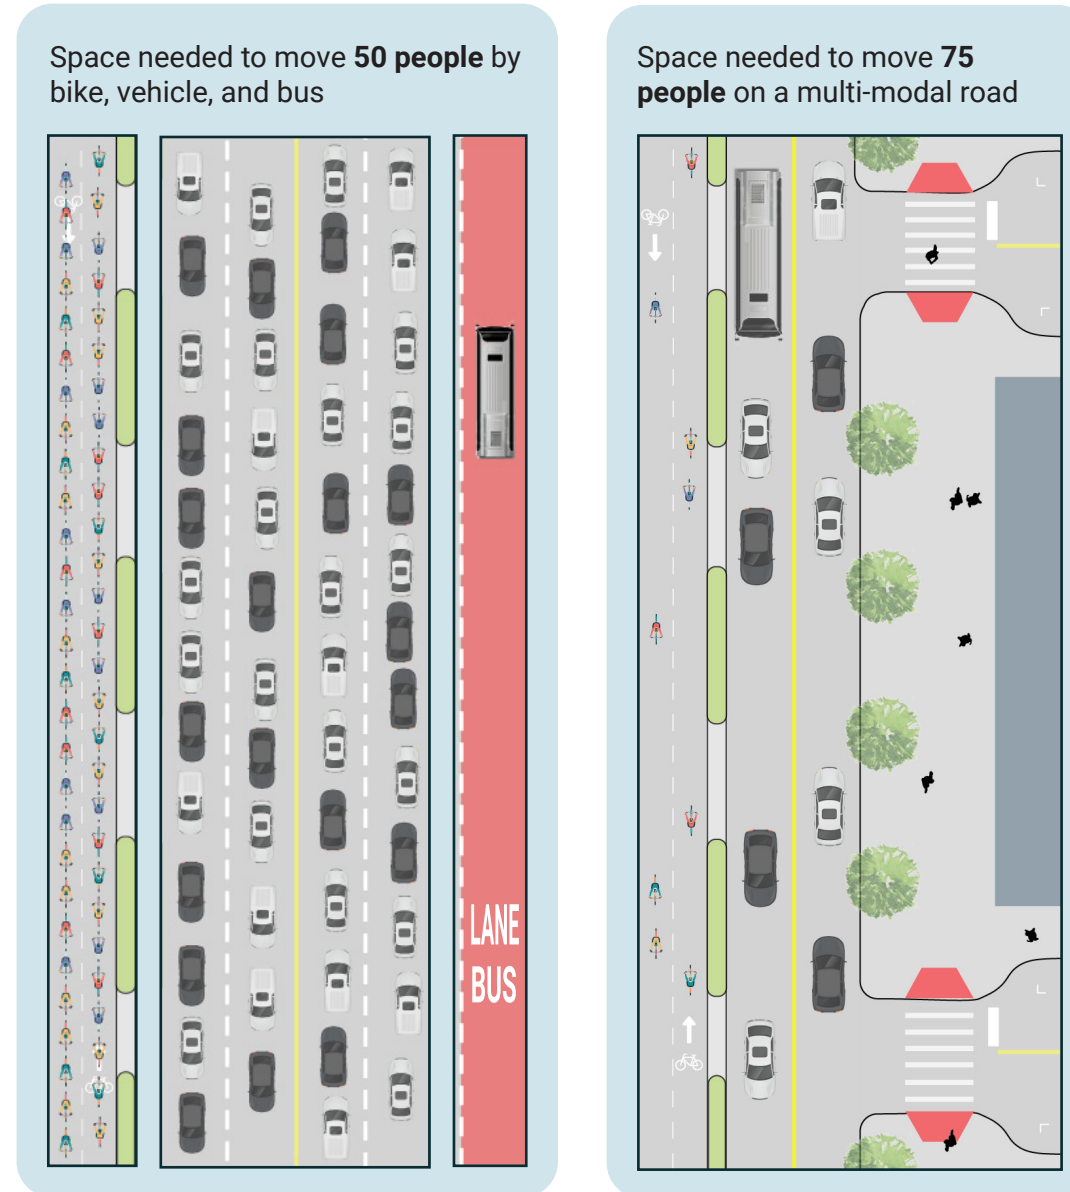 Space needed to move 50 people by
bike, vehicle, and bus
Space needed to move 75
people on a multi-modal road
LANE
BUS